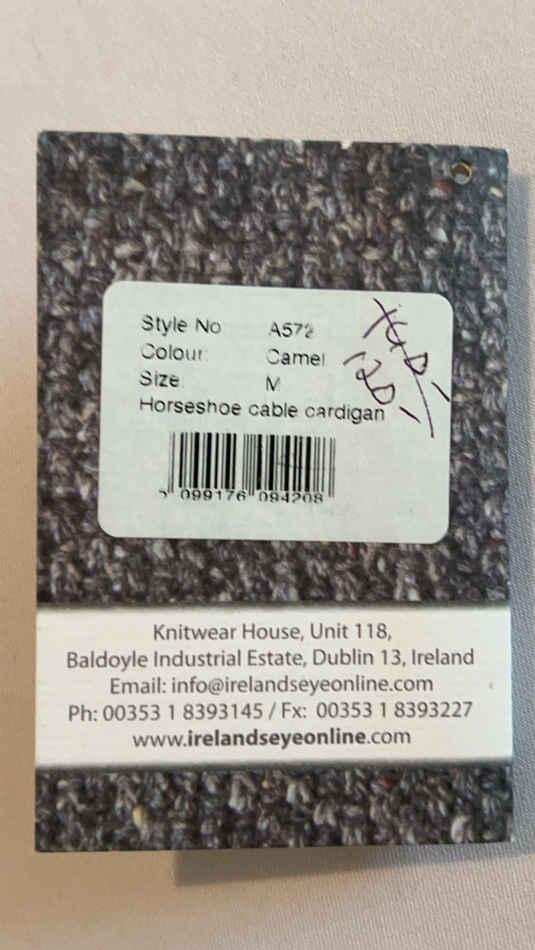 Style No A572
Colour: Camel
Size: M
Horseshoe cable cardigan
120,-
099176 094208
Knitwear House, Unit 118,
Baldoyle Industrial Estate, Dublin 13, Ireland
Email: info@irelandseyeonline.com
Ph: 00353 1 8393145 / Fx: 00353 1 8393227
www.irelandseyeonline.com